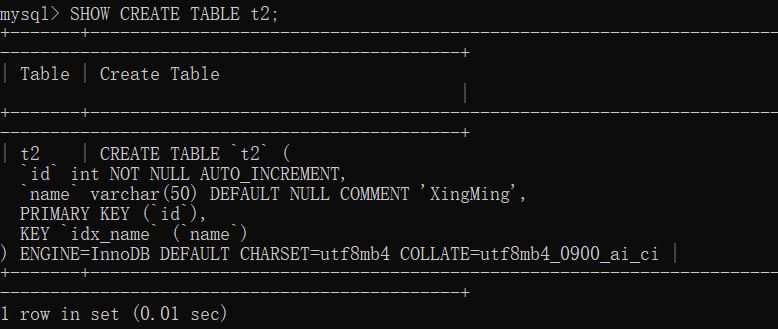 mysql> SHOW CREATE TABLE t2;
+-------+--------------------------------------------------------------------------------------
----------------------------------------------+
| Table | Create Table
|
+-------+--------------------------------------------------------------------------------------
----------------------------------------------+
| t2    | CREATE TABLE `t2` (
  `id` int NOT NULL AUTO_INCREMENT,
  `name` varchar(50) DEFAULT NULL COMMENT 'XingMing',
  PRIMARY KEY (`id`),
  KEY `idx_name` (`name`)
) ENGINE=InnoDB DEFAULT CHARSET=utf8mb4 COLLATE=utf8mb4_0900_ai_ci |
+-------+--------------------------------------------------------------------------------------
----------------------------------------------+
1 row in set (0.01 sec)